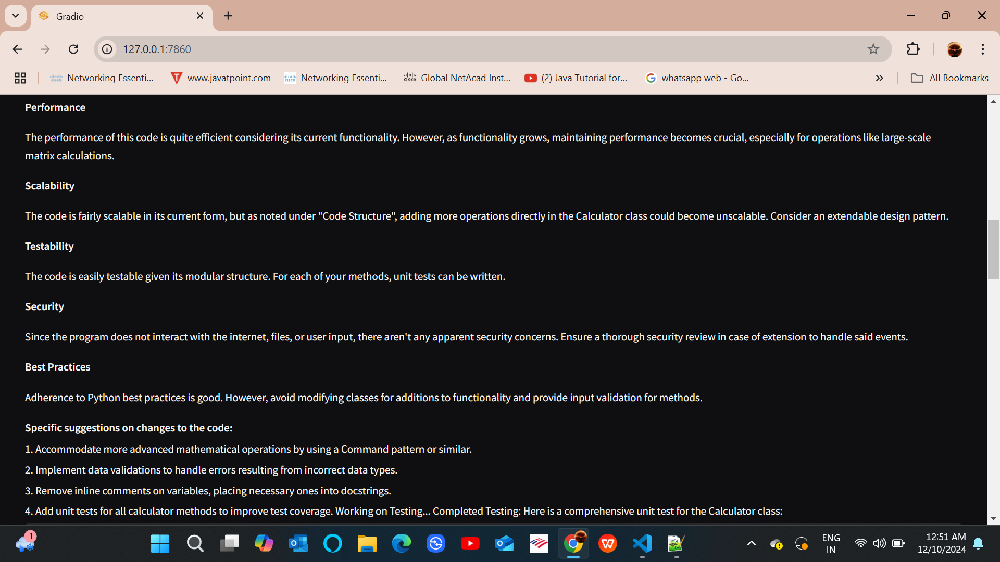 Gradio
127.0.0.1:7860
Networking Essenti...
www.javatpoint.com
Networking Essenti...
Global NetAcad Inst...
(2) Java Tutorial for...
whatsapp web - Go...
All Bookmarks
Performance
The performance of this code is quite efficient considering its current functionality. However, as functionality grows, maintaining performance becomes crucial, especially for operations like large-scale
matrix calculations.
Scalability
The code is fairly scalable in its current form, but as noted under "Code Structure", adding more operations directly in the Calculator class could become unscalable. Consider an extendable design pattern.
Testability
The code is easily testable given its modular structure. For each of your methods, unit tests can be written.
Security
Since the program does not interact with the internet, files, or user input, there aren't any apparent security concerns. Ensure a thorough security review in case of extension to handle said events.
Best Practices
Adherence to Python best practices is good. However, avoid modifying classes for additions to functionality and provide input validation for methods.
Specific suggestions on changes to the code:
1. Accommodate more advanced mathematical operations by using a Command pattern or similar.
2. Implement data validations to handle errors resulting from incorrect data types.
3. Remove inline comments on variables, placing necessary ones into docstrings.
4. Add unit tests for all calculator methods to improve test coverage. Working on Testing... Completed Testing: Here is a comprehensive unit test for the Calculator class:
1
ENG
IN
12:51 AM
12/10/2024